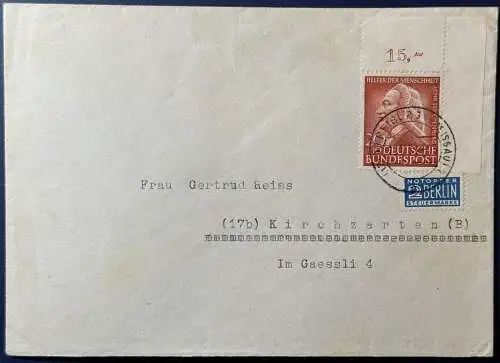 15,-
HELFER DER MENSCHHEIT
DEUTSCHE
BUNDESPOST
NOTOPFER
2 BERLIN
STEUERMARKE
Frau Gertrud Reiss
(17b) Kirchzarten (B)
Im Gaessli 4